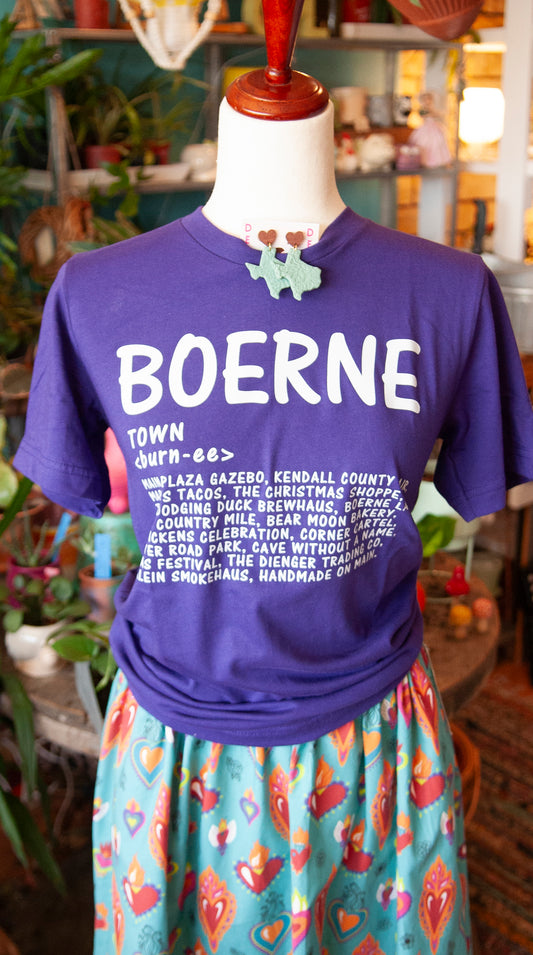 D D
E E
BOERNE
TOWN
<burn-ee>
MAIN PLAZA GAZEBO, KENDALL COUNTY
TACOS, THE CHRISTMAS SHOPPE,
DODGING DUCK BREWHAUS, BOERNE
COUNTRY MILE, BEAR MOON BAKERY,
CELEBRATION, CORNER CARTEL,
ROAD PARK, CAVE WITHOUT A NAME,
FESTIVAL, THE DIENGER TRADING CO.
SMOKEHAUS, HANDMADE ON MAIN.